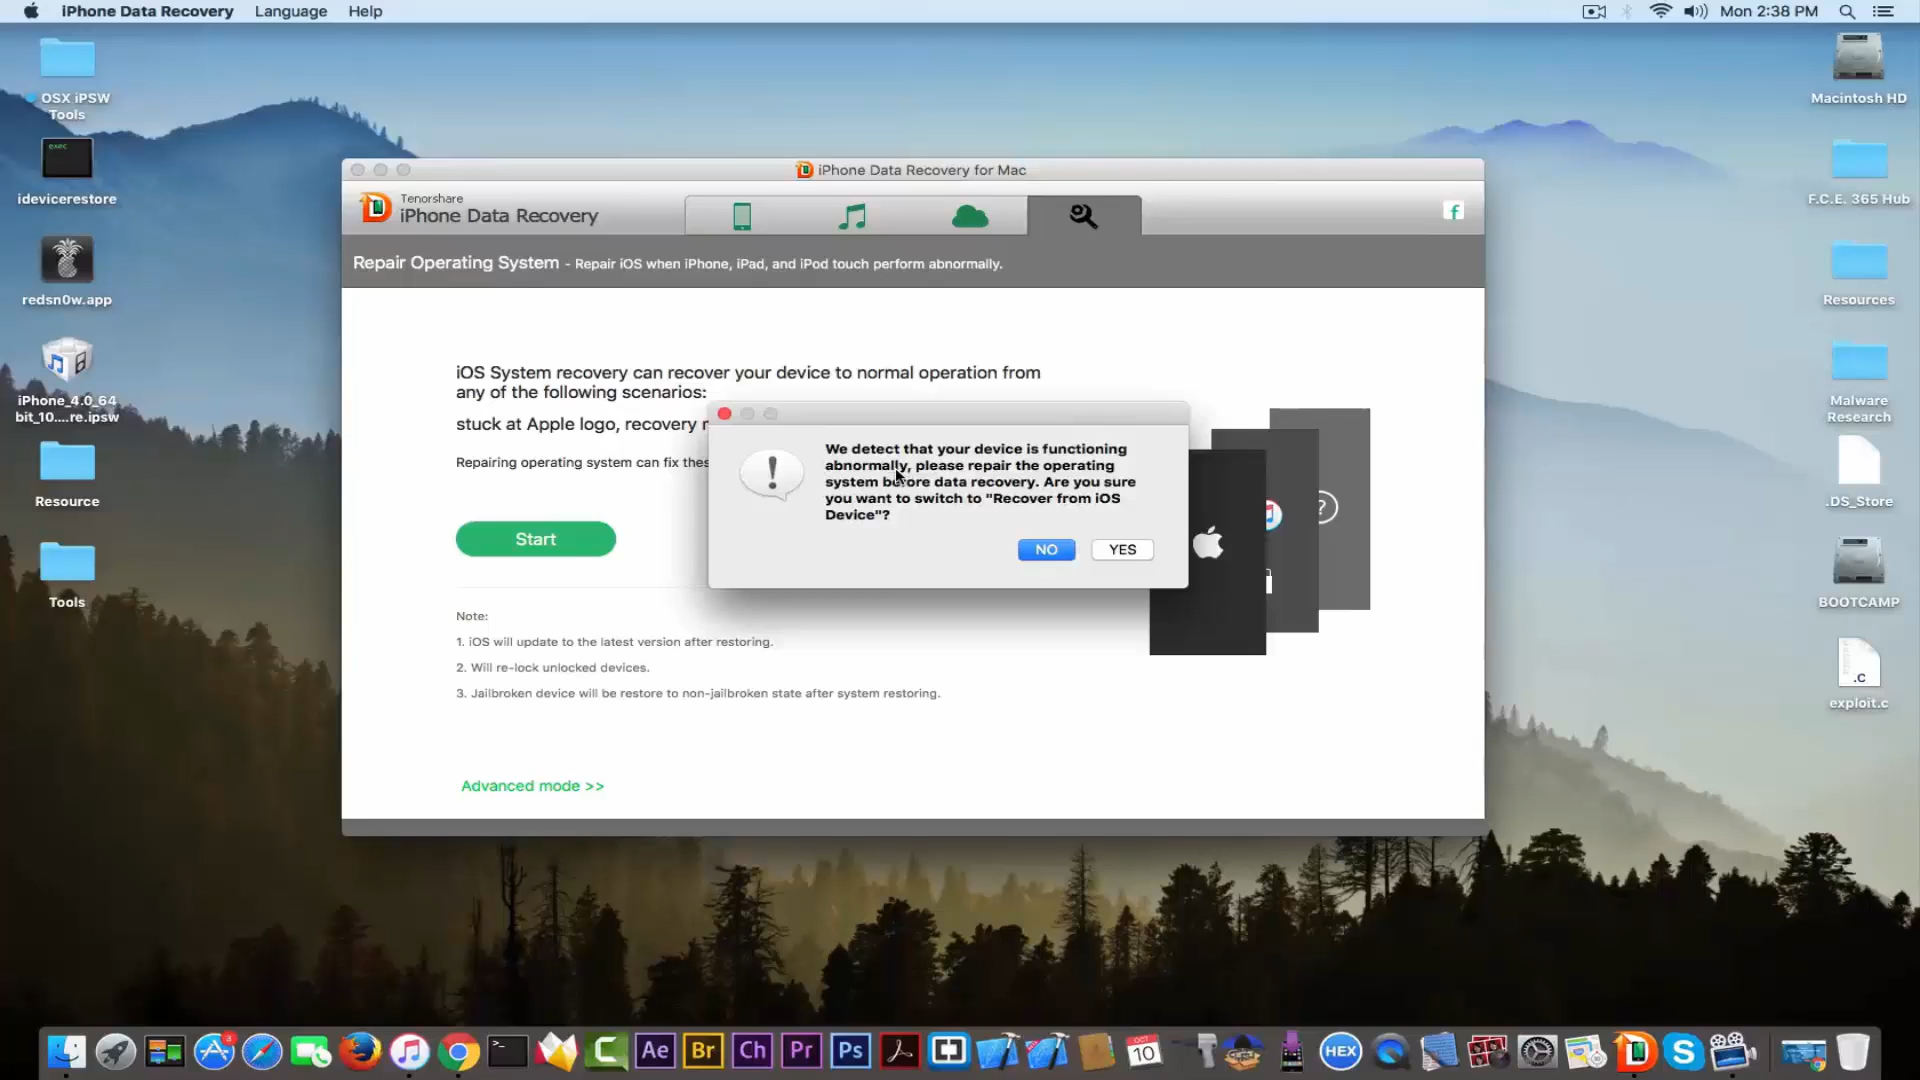 iPhone Data Recovery Language Help Mon 2:38 PM
OSX iPSW
Tools
exec
idevicerestore
redsn0w.app
iPhone_4.0_64
bit_10....re.ipsw
Resource
Tools
iPhone Data Recovery for Mac
Tenorshare
iPhone Data Recovery
f
Repair Operating System - Repair iOS when iPhone, iPad, and iPod touch perform abnormally.
iOS System recovery can recover your device to normal operation from
any of the following scenarios:
stuck at Apple logo, recovery
Repairing operating system can fix thes
Start
We detect that your device is functioning
abnormally, please repair the operating
system before data recovery. Are you sure
you want to switch to "Recover from iOS
Device"?
NO YES
?
Note:
1. iOS will update to the latest version after restoring.
2. Will re-lock unlocked devices.
3. Jailbroken device will be restore to non-jailbroken state after system restoring.
Advanced mode >>
Macintosh HD
F.C.E. 365 Hub
Resources
Malware
Research
.DS_Store
BOOTCAMP
.C
exploit.c
3 C Ae Br Ch Pr Ps OCT 10 HEX S